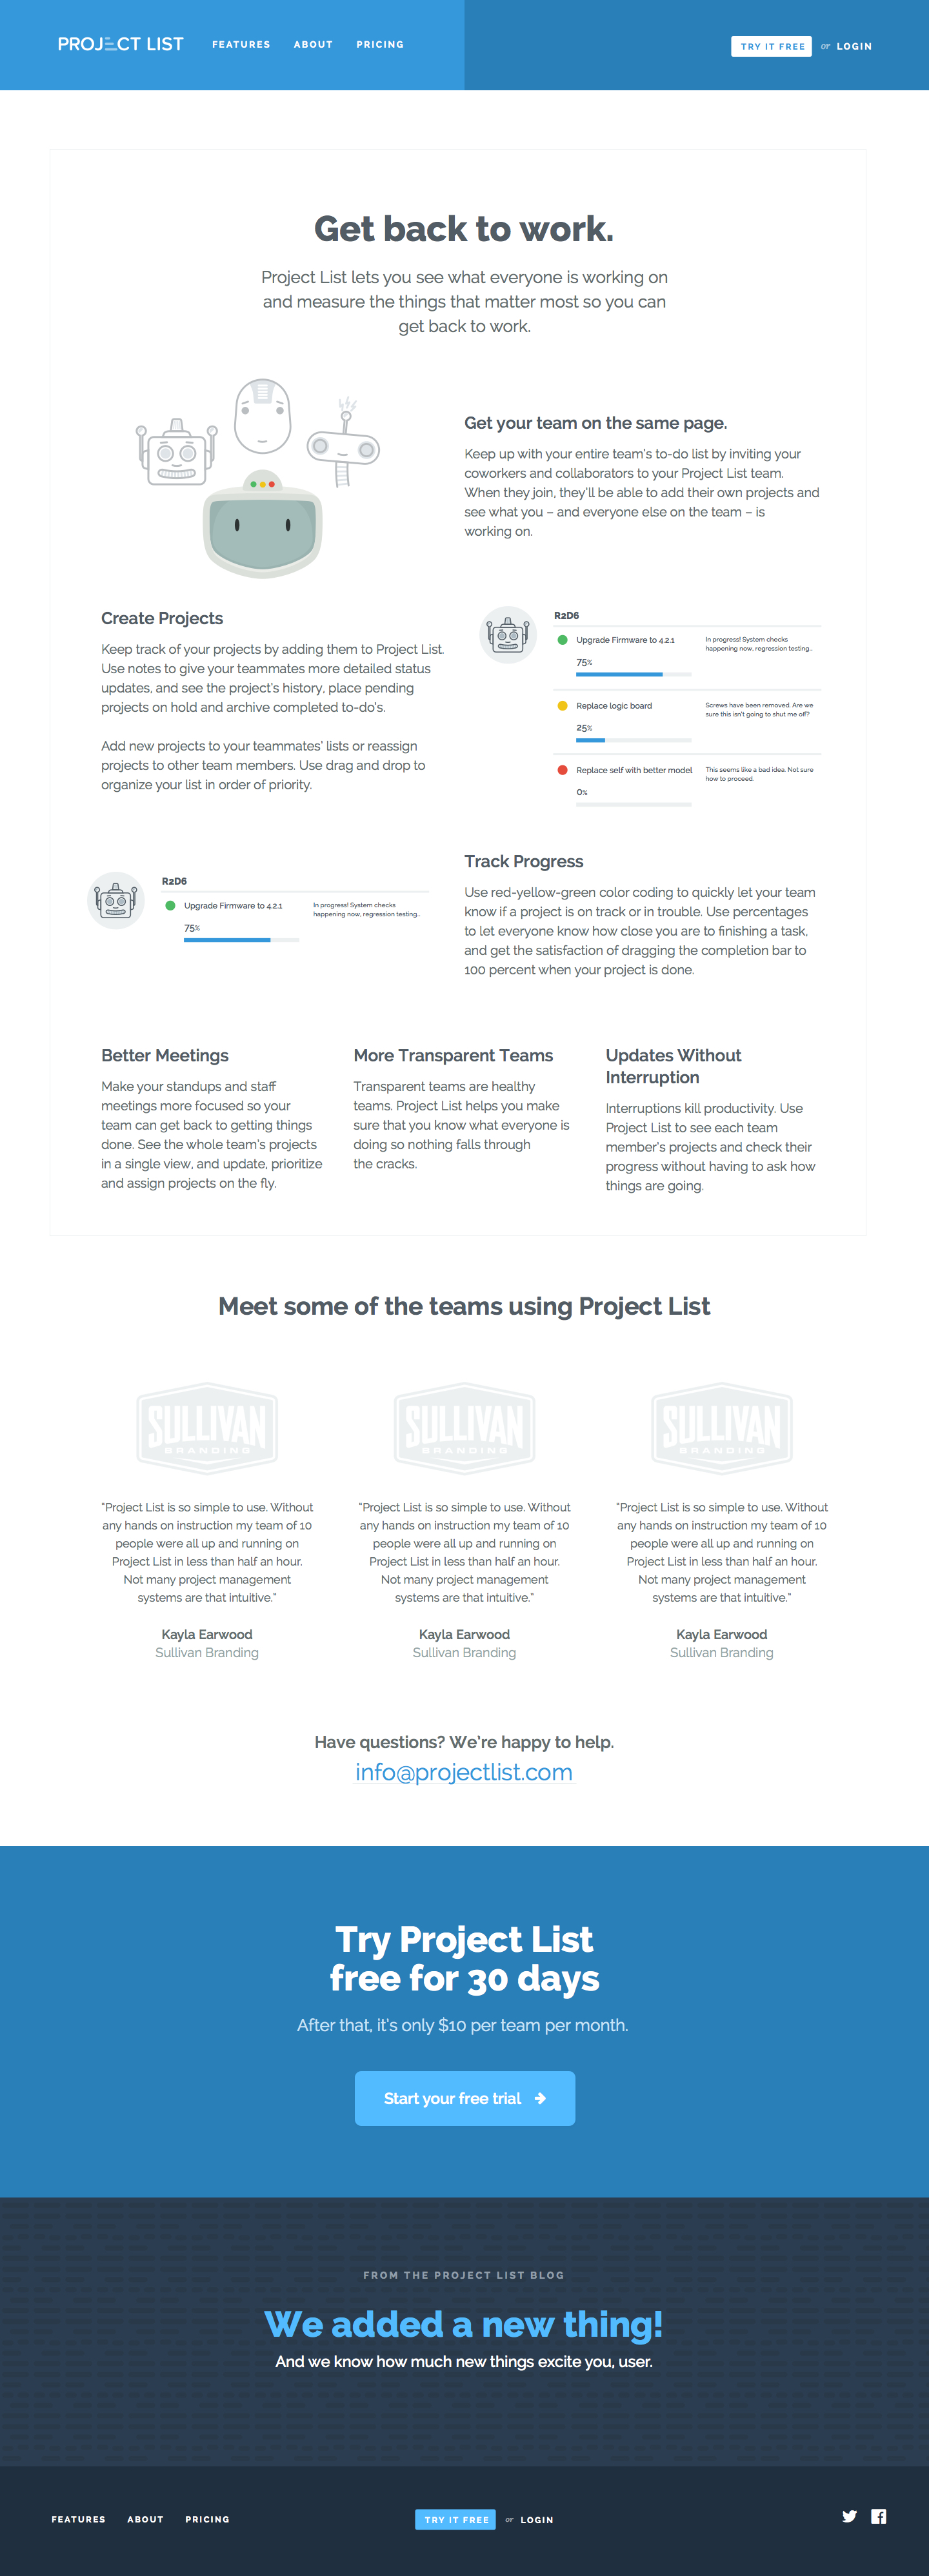 PROJECT LIST
FEATURES ABOUT PRICING
TRY IT FREE or LOGIN
Get back to work.
Project List lets you see what everyone is working on
and measure the things that matter most so you can
get back to work.
Get your team on the same page.
Keep up with your entire team's to-do list by inviting your
coworkers and collaborators to your Project List team.
When they join, they'll be able to add their own projects and
see what you – and everyone else on the team – is
working on.
Create Projects
Keep track of your projects by adding them to Project List.
Use notes to give your teammates more detailed status
updates, and see the project's history, place pending
projects on hold and archive completed to-do's.
Add new projects to your teammates' lists or reassign
projects to other team members. Use drag and drop to
organize your list in order of priority.
R2D6
Upgrade Firmware to 4.2.1
In progress! System checks
happening now, regression testing...
75%
Replace logic board
Screws have been removed. Are we
sure this isn't going to shut me off?
25%
Replace self with better model
This seems like a bad idea. Not sure
how to proceed.
0%
R2D6
Upgrade Firmware to 4.2.1
In progress! System checks
happening now, regression testing...
75%
Track Progress
Use red-yellow-green color coding to quickly let your team
know if a project is on track or in trouble. Use percentages
to let everyone know how close you are to finishing a task,
and get the satisfaction of dragging the completion bar to
100 percent when your project is done.
Better Meetings
Make your standups and staff
meetings more focused so your
team can get back to getting things
done. See the whole team's projects
in a single view, and update, prioritize
and assign projects on the fly.
More Transparent Teams
Transparent teams are healthy
teams. Project List helps you make
sure that you know what everyone is
doing so nothing falls through
the cracks.
Updates Without
Interruption
Interruptions kill productivity. Use
Project List to see each team
member's projects and check their
progress without having to ask how
things are going.
Meet some of the teams using Project List
SULLIVAN
BRANDING
"Project List is so simple to use. Without
any hands on instruction my team of 10
people were all up and running on
Project List in less than half an hour.
Not many project management
systems are that intuitive."
Kayla Earwood
Sullivan Branding
SULLIVAN
BRANDING
"Project List is so simple to use. Without
any hands on instruction my team of 10
people were all up and running on
Project List in less than half an hour.
Not many project management
systems are that intuitive."
Kayla Earwood
Sullivan Branding
SULLIVAN
BRANDING
"Project List is so simple to use. Without
any hands on instruction my team of 10
people were all up and running on
Project List in less than half an hour.
Not many project management
systems are that intuitive."
Kayla Earwood
Sullivan Branding
Have questions? We're happy to help.
info@projectlist.com
Try Project List
free for 30 days
After that, it's only $10 per team per month.
Start your free trial
FROM THE PROJECT LIST BLOG
We added a new thing!
And we know how much new things excite you, user.
FEATURES ABOUT PRICING
TRY IT FREE or LOGIN